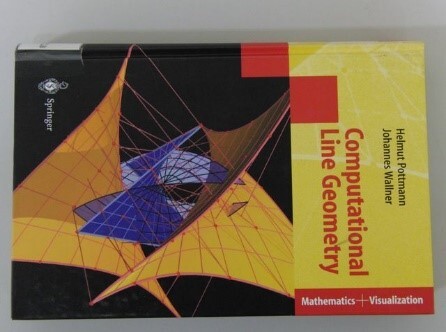 Helmut Pottmann
Johannes Wallner
Computational
Line Geometry
Mathematics+Visualization
Springer